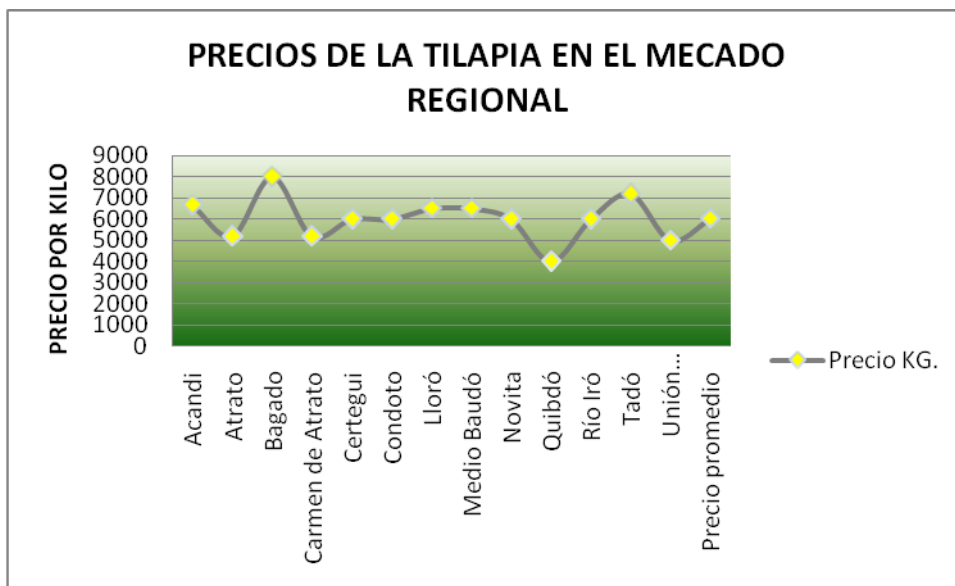 PRECIOS DE LA TILAPIA EN EL MECADO
REGIONAL
PRECIO POR KILO
9000
8000
7000
6000
5000
4000
3000
2000
1000
0
Acandi
Atrato
Bagado
Carmen de Atrato
Certegui
Condoto
Lloró
Medio Baudó
Novita
Quibdó
Río Iró
Tadó
Unión...
Precio promedio
Precio KG.